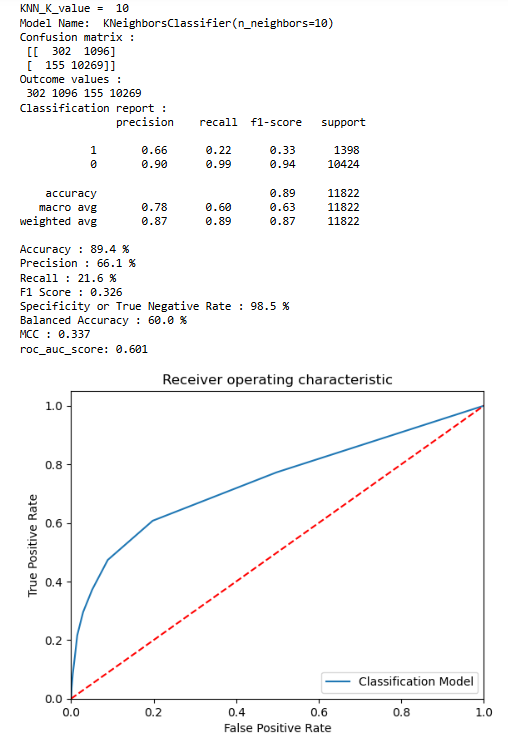 KNN_K_value =  10
Model Name:  KNeighborsClassifier(n_neighbors=10)
Confusion matrix :
 [[  302  1096]
 [  155 10269]]
Outcome values :
 302 1096 155 10269
Classification report :
               precision    recall  f1-score   support

           1       0.66      0.22      0.33      1398
           0       0.90      0.99      0.94     10424

    accuracy                           0.89     11822
   macro avg       0.78      0.60      0.63     11822
weighted avg       0.87      0.89      0.87     11822

Accuracy : 89.4 %
Precision : 66.1 %
Recall : 21.6 %
F1 Score : 0.326
Specificity or True Negative Rate : 98.5 %
Balanced Accuracy : 60.0 %
MCC : 0.337
roc_auc_score: 0.601
Receiver operating characteristic
True Positive Rate
1.0
0.8
0.6
0.4
0.2
0.0
Classification Model
0.0 0.2 0.4 0.6 0.8 1.0
False Positive Rate